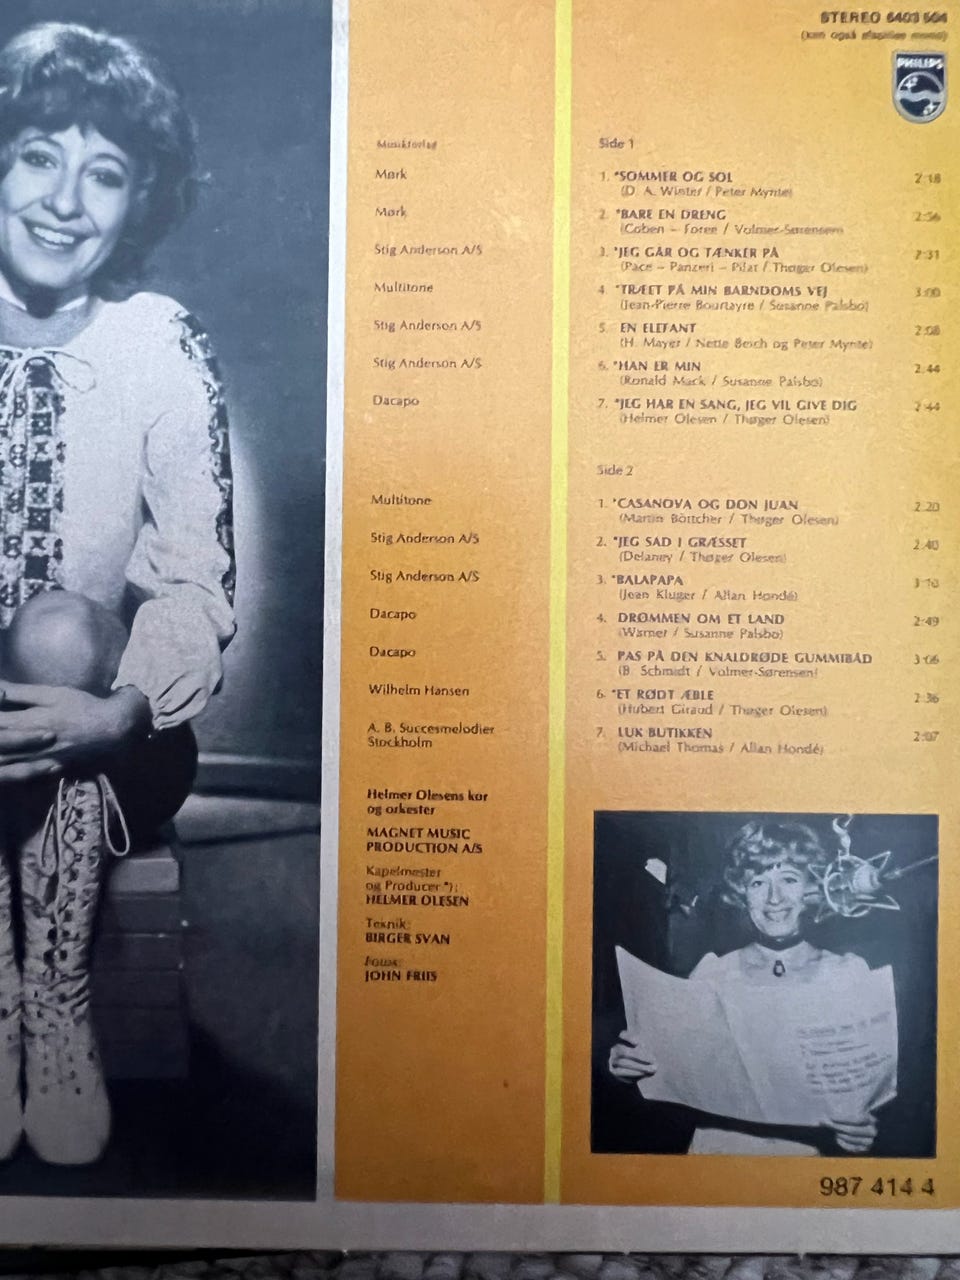 STEREO 6403 504
(kan også afspilles mono)
PHILIPS
Musikforlag
Mørk
Mørk
Stig Anderson A/S
Multitone
Stig Anderson A/S
Stig Anderson A/S
Dacapo
Side 1
1. *SOMMER OG SOL 2:18
(D. A. Winter / Peter Mynte)
2. *BARE EN DRENG 2:56
(Coben - Foree / Volmer-Sørensen)
3. *JEG GÅR OG TÆNKER PÅ 2:31
(Pace - Panzeri - Pilat / Thøger Olesen)
4. *TRÆET PÅ MIN BARNDOMS VEJ 3:00
(Jean-Pierre Bourtayre / Susanne Palsbo)
5. EN ELEFANT 2:08
(H. Mayer / Nette Beich og Peter Mynte)
6. *HAN ER MIN 2:44
(Ronald Mack / Susanne Palsbo)
7. *JEG HAR EN SANG, JEG VIL GIVE DIG 2:44
(Helmer Olesen / Thøger Olesen)
Multitone
Stig Anderson A/S
Stig Anderson A/S
Dacapo
Dacapo
Wilhelm Hansen
A. B. Succesmelodier
Stockholm
Side 2
1. *CASANOVA OG DON JUAN 2:20
(Martin Böttcher / Thøger Olesen)
2. *JEG SAD I GRÆSSET 2:40
(Delaney / Thøger Olesen)
3. *BALAPAPA
(Jean Kluger / Allan Hondé)
4. DRØMMEN OM ET LAND 2:49
(Warner / Susanne Palsbo)
5. PAS PÅ DEN KNALDRØDE GUMMIBÅD 3:06
(B. Schmidt / Volmer-Sørensen)
6. *ET RØDT ÆBLE 2:36
(Hubert Giraud / Thøger Olesen)
7. LUK BUTIKKEN 2:07
(Michael Thomas / Allan Hondé)
Helmer Olesens kor
og orkester
MAGNET MUSIC
PRODUCTION A/S
Kapelmester
og Producer *):
HELMER OLESEN
Teknik:
BIRGER SVAN
Fotos:
JOHN FRIIS
987 414 4